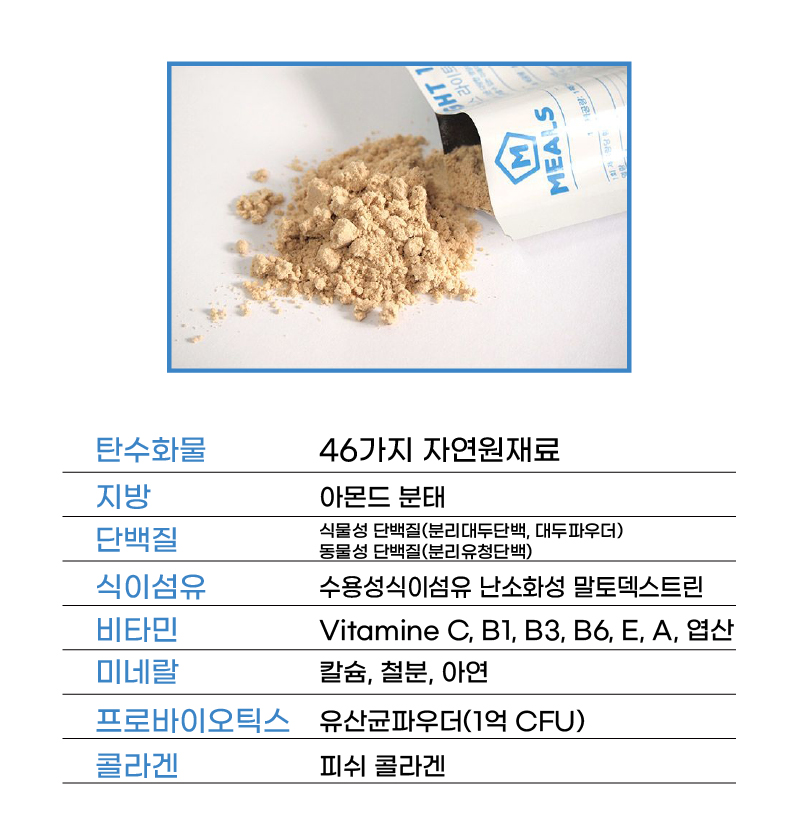 MEALS
M
탄수화물 46가지 자연원재료
지방 아몬드 분태
단백질 식물성 단백질(분리대두단백, 대두파우더)
동물성 단백질(분리유청단백)
식이섬유 수용성식이섬유 난소화성 말토덱스트린
비타민 Vitamine C, B1, B3, B6, E, A, 엽산
미네랄 칼슘, 철분, 아연
프로바이오틱스 유산균파우더(1억 CFU)
콜라겐 피쉬 콜라겐